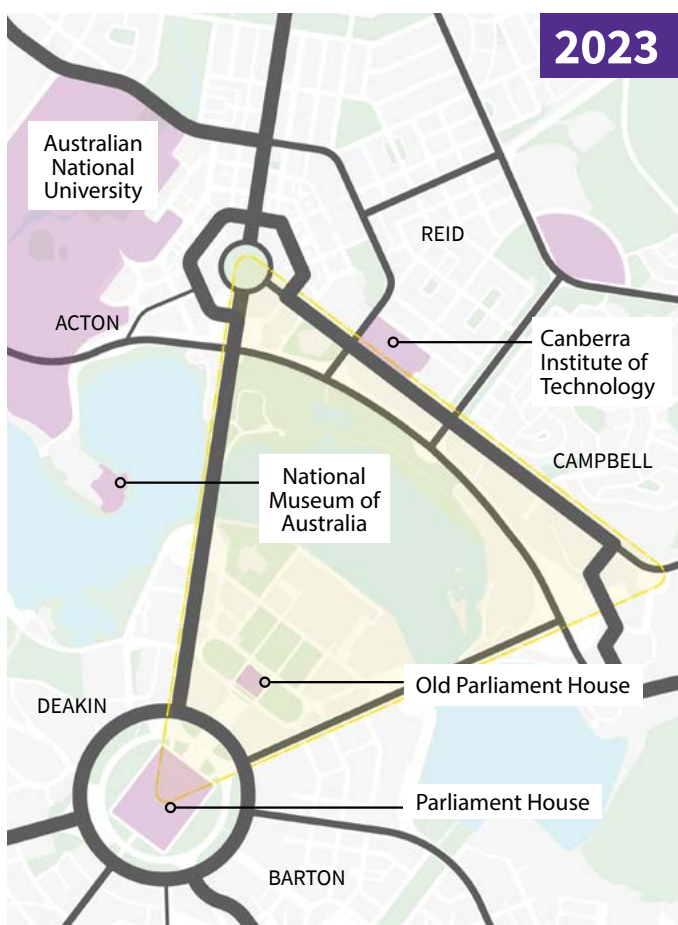 2023
Australian
National
University
REID
ACTON
Canberra
Institute of
Technology
CAMPBELL
National
Museum of
Australia
Old Parliament House
DEAKIN
Parliament House
BARTON